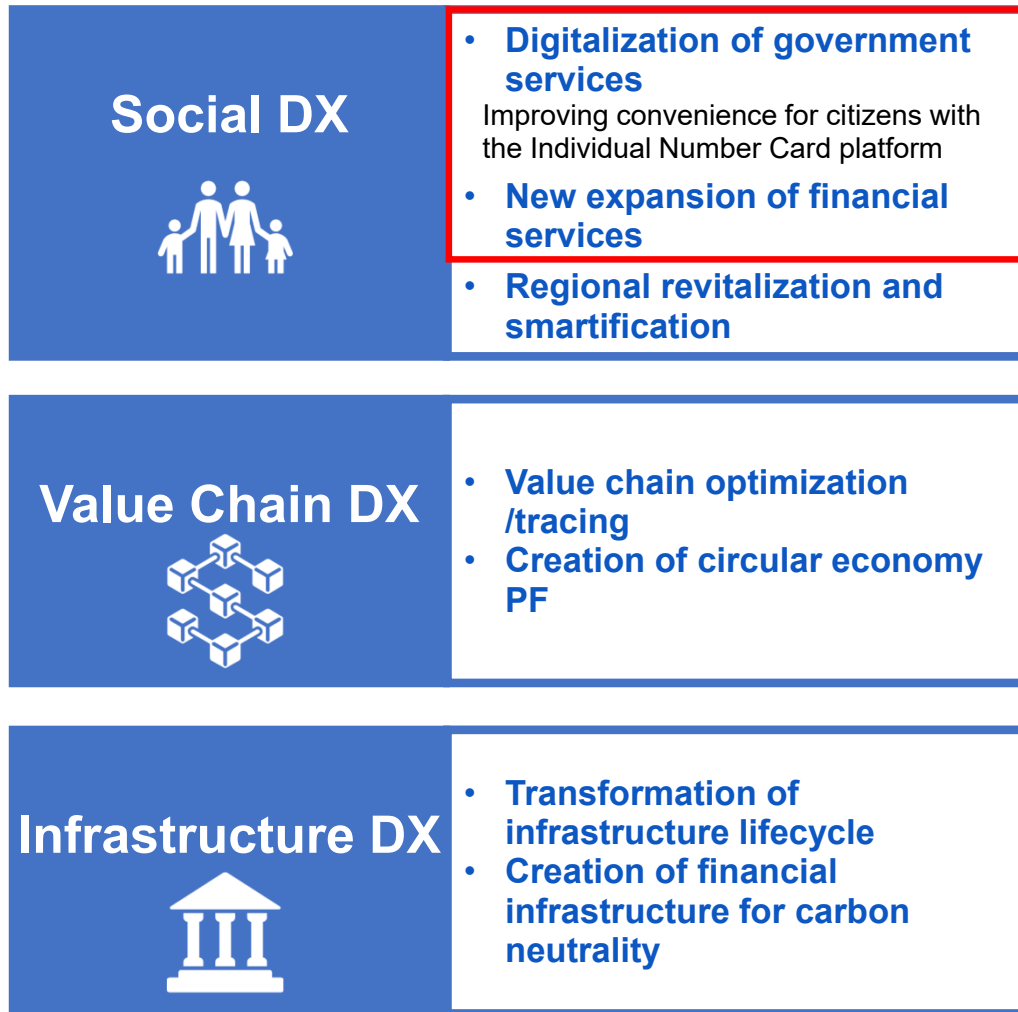 Social DX
• Digitalization of government
services
Improving convenience for citizens with
the Individual Number Card platform
• New expansion of financial
services
• Regional revitalization and
smartification
Value Chain DX
• Value chain optimization
/tracing
• Creation of circular economy
PF
Infrastructure DX
• Transformation of
infrastructure lifecycle
• Creation of financial
infrastructure for carbon
neutrality